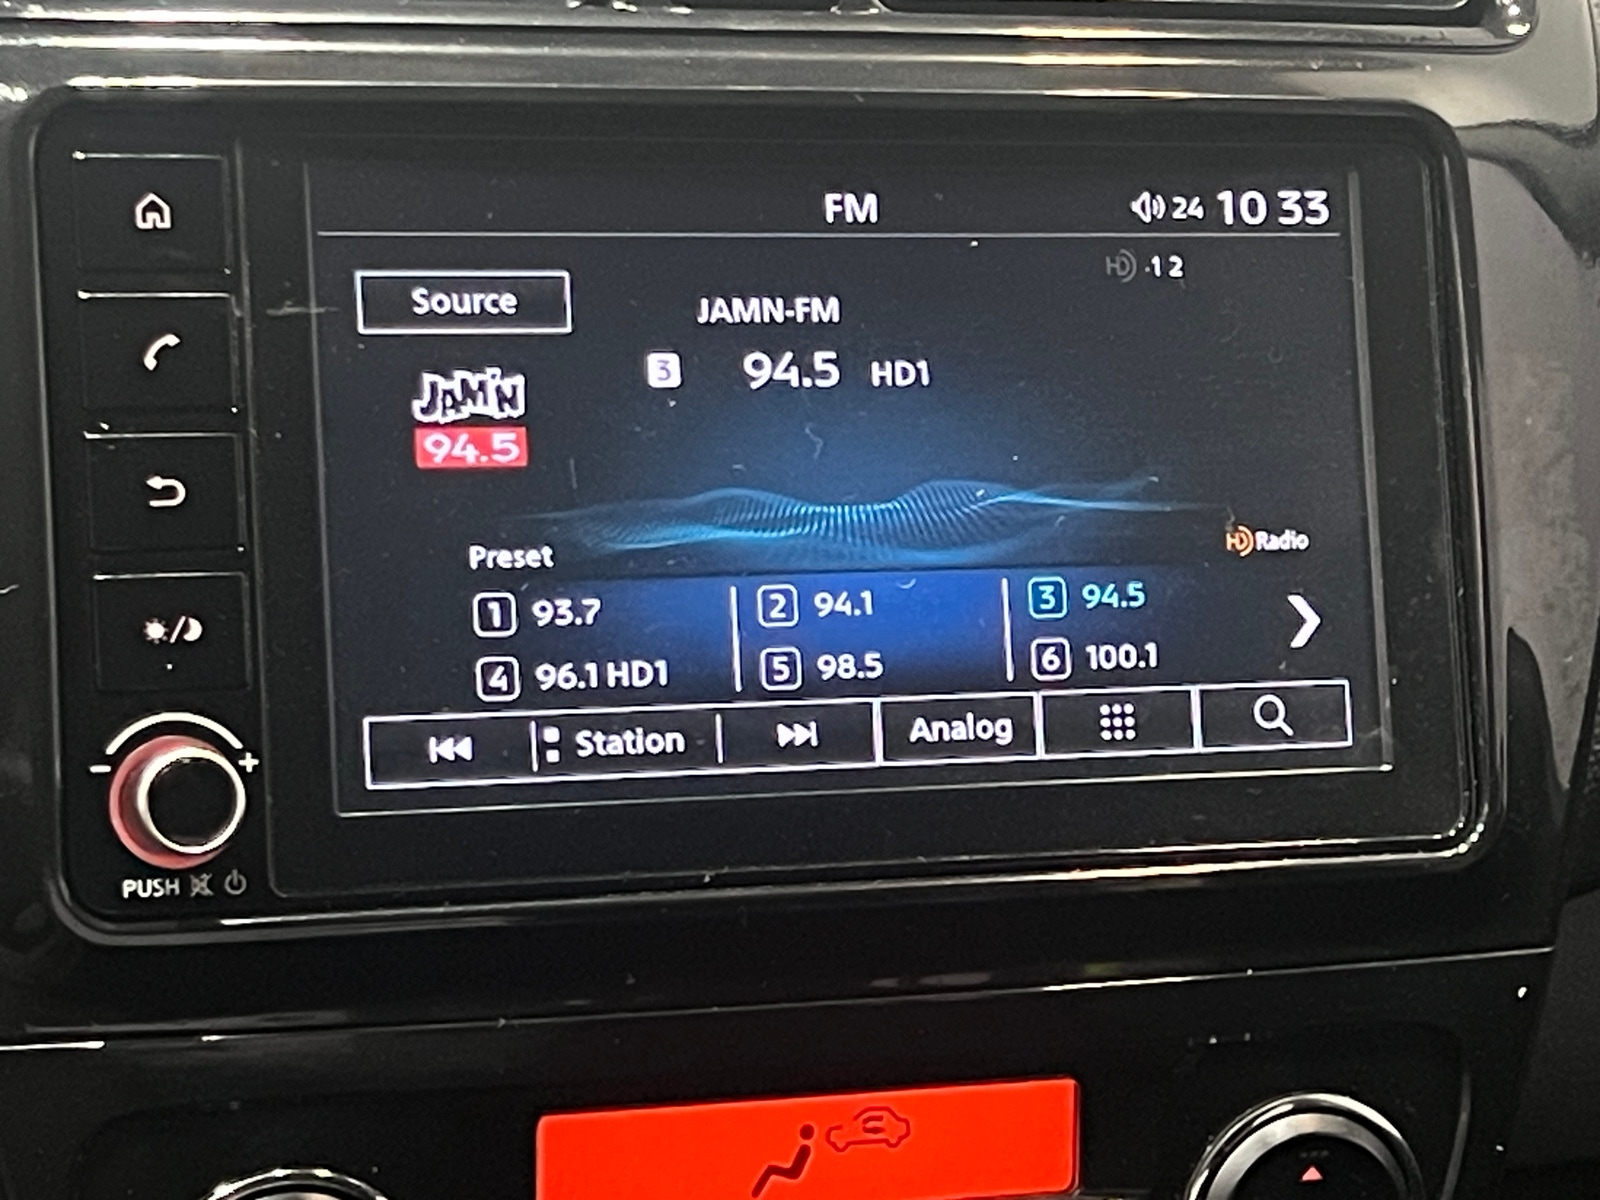 FM
24 10 33
HD 1 2
Source
JAMN-FM
3 94.5 HD1
JAM'N
94.5
HD Radio
Preset
1 93.7
2 94.1
3 94.5
4 96.1 HD1
5 98.5
6 100.1
Station
Analog
- +
PUSH